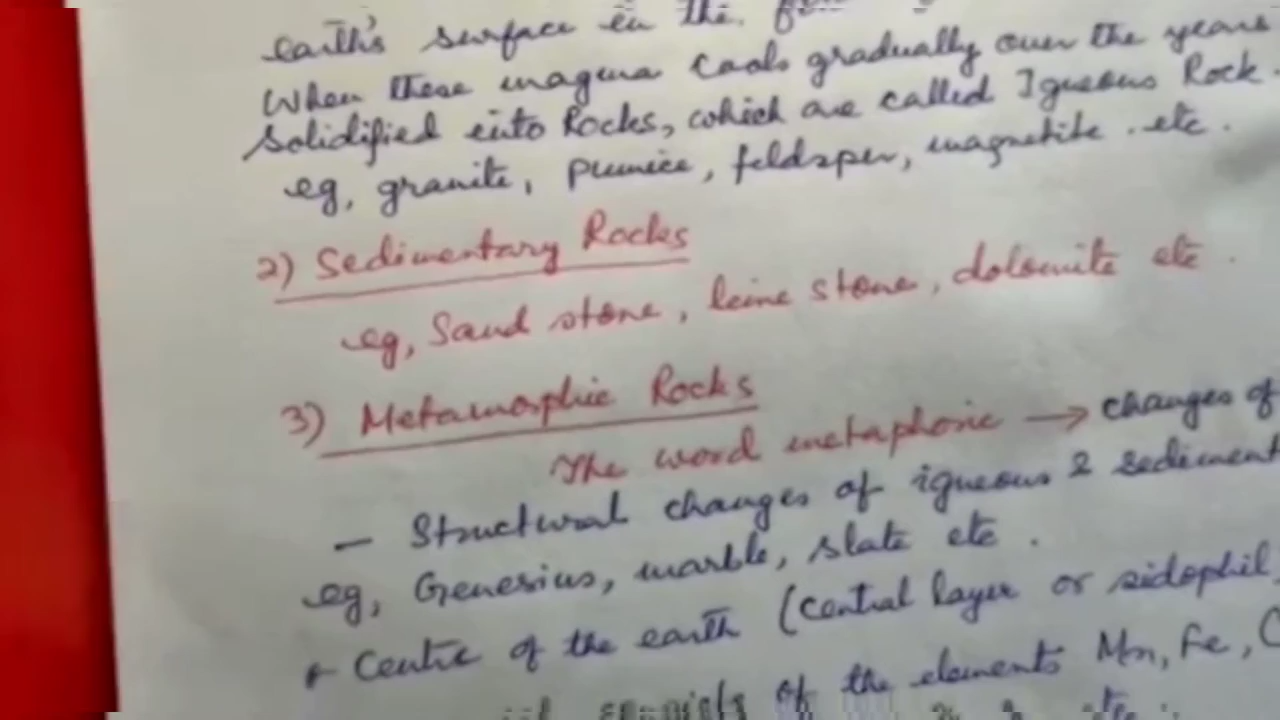 earth's surface in the
When these magma cools gradually over the years
solidified into Rocks, which are called Igneous Rock.
eg, granite, pumice, feldsper, magnetite. etc.
2) Sedimentary Rocks
eg, Sand stone, leine stone, dolomite etc.
3) Metamorphic Rocks
The word metaphoric → changes of
- Structural changes of igneous & sediment
eg, Genesius, marble, slate etc.
Centre of the earth (central layer or sidophil
of the elements Mn, Fe, C